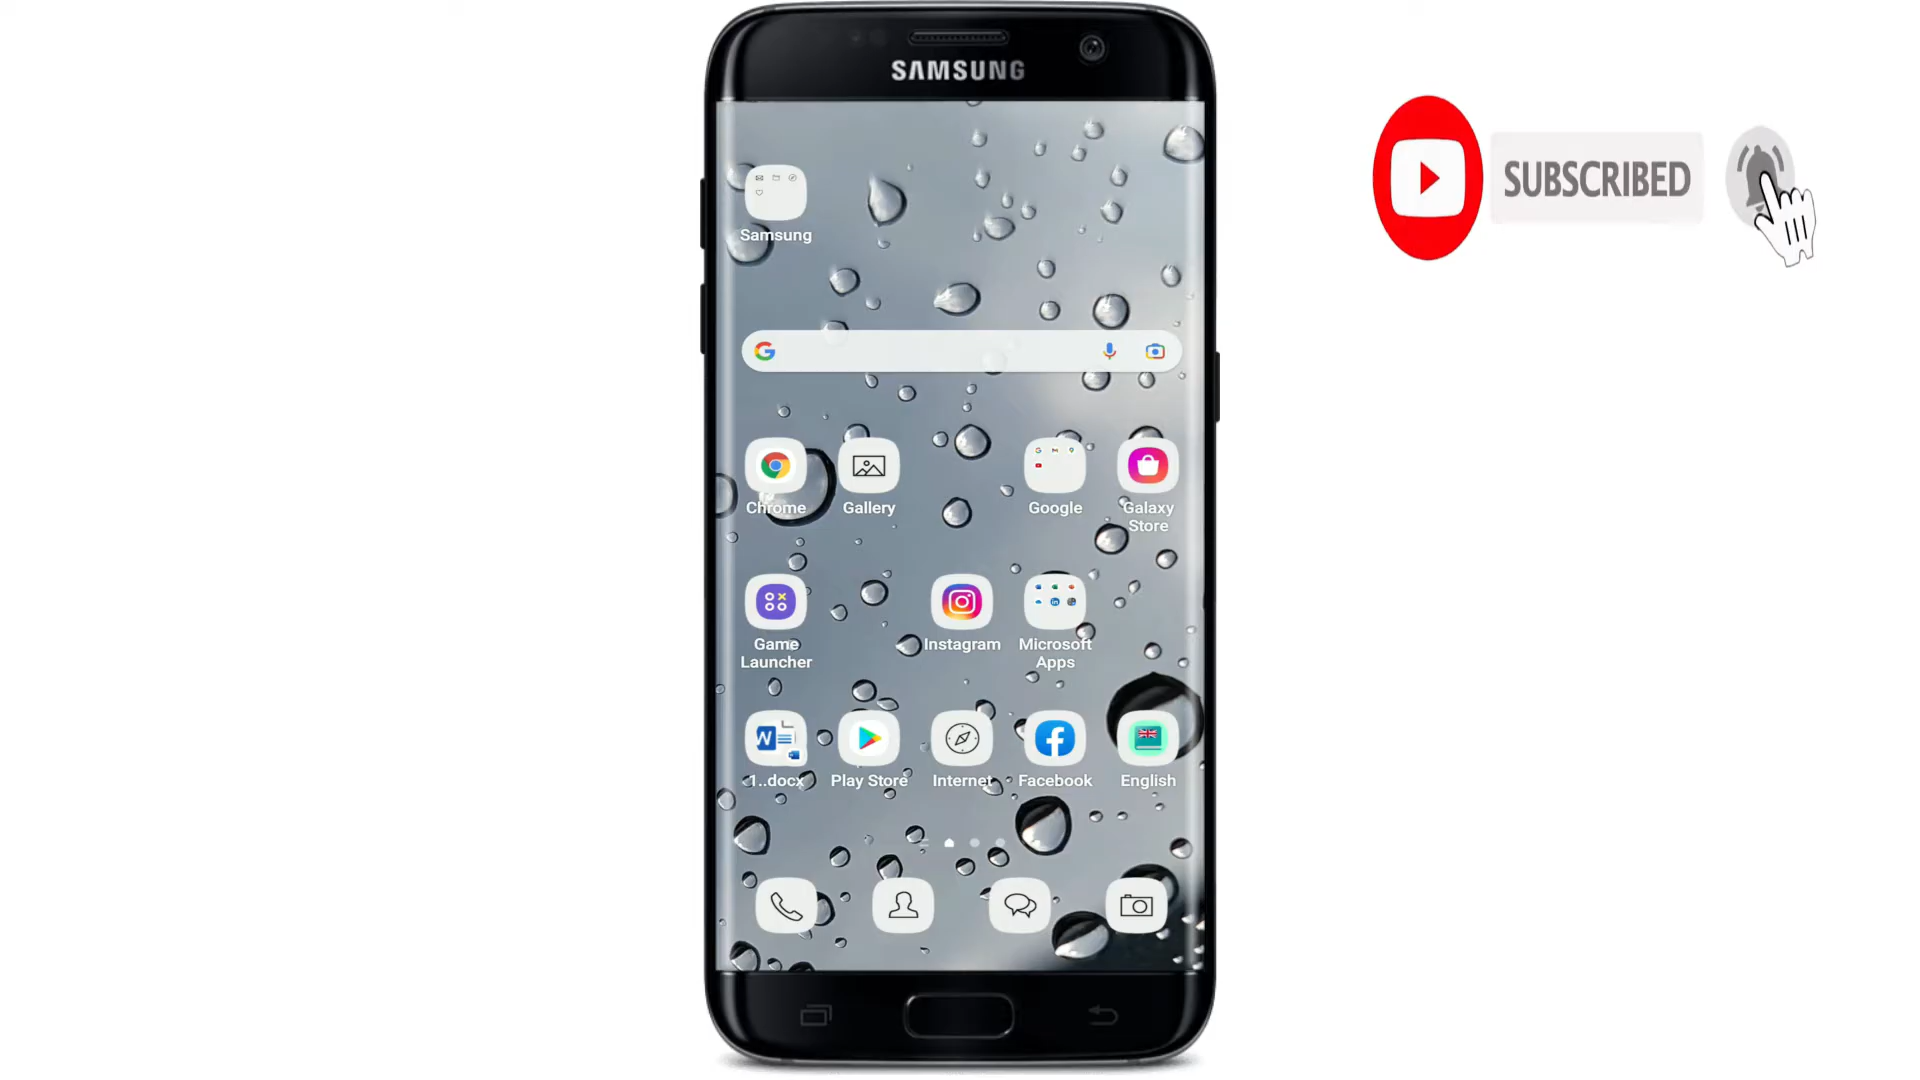 SAMSUNG
SUBSCRIBED
Samsung
Chrome
Gallery
Google
Galaxy
Store
Game
Launcher
Instagram
Microsoft
Apps
1..docx
Play Store
Internet
Facebook
English